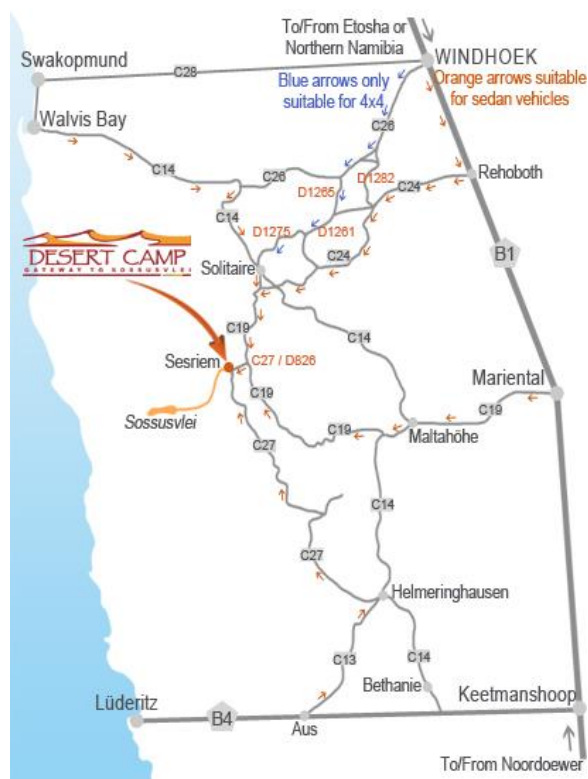 To/From Etosha or
Northern Namibia
WINDHOEK
Swakopmund
C28
Blue arrows only
suitable for 4x4
Orange arrows suitable
for sedan vehicles
Walvis Bay
C26
C14
C26
D1265
D1282
C24
Rehoboth
C14
D1275
D1261
DESERT CAMP
GATEWAY TO SOSSUSVLEI
Solitaire
C24
B1
C19
C14
Sesriem
C27 / D826
Mariental
C19
C19
Sossusvlei
C19
Maltahöhe
C27
C14
C27
Helmeringhausen
C13
C14
Bethanie
Keetmanshoop
Lüderitz
B4
Aus
To/From Noordoewer